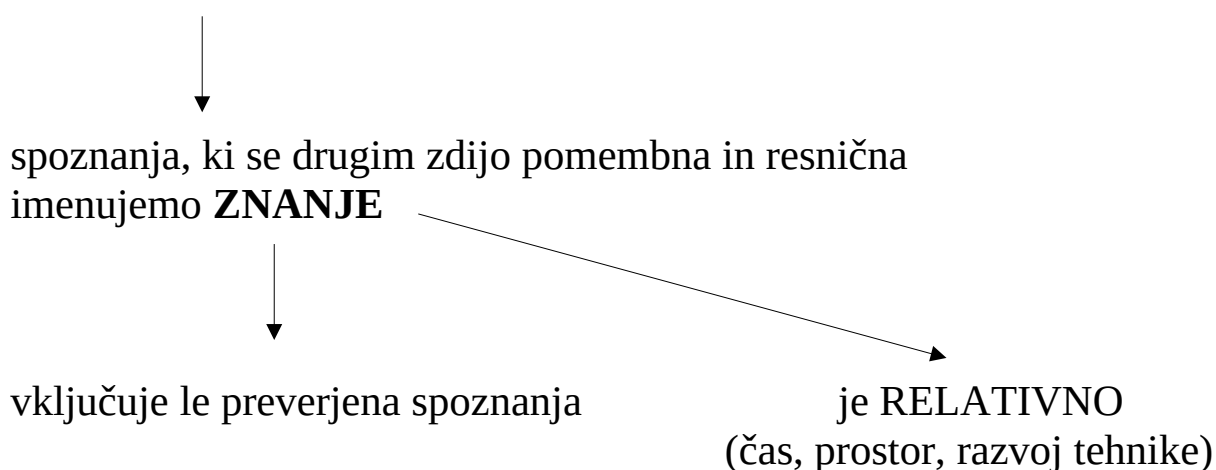 spoznanja, ki se drugim zdijo pomembna in resnična
imenujemo ZNANJE
vključuje le preverjena spoznanja
je RELATIVNO
(čas, prostor, razvoj tehnike)